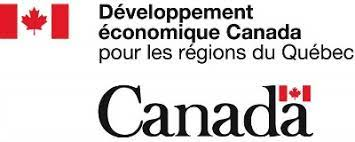 Développement
économique Canada
pour les régions du Québec
Canada